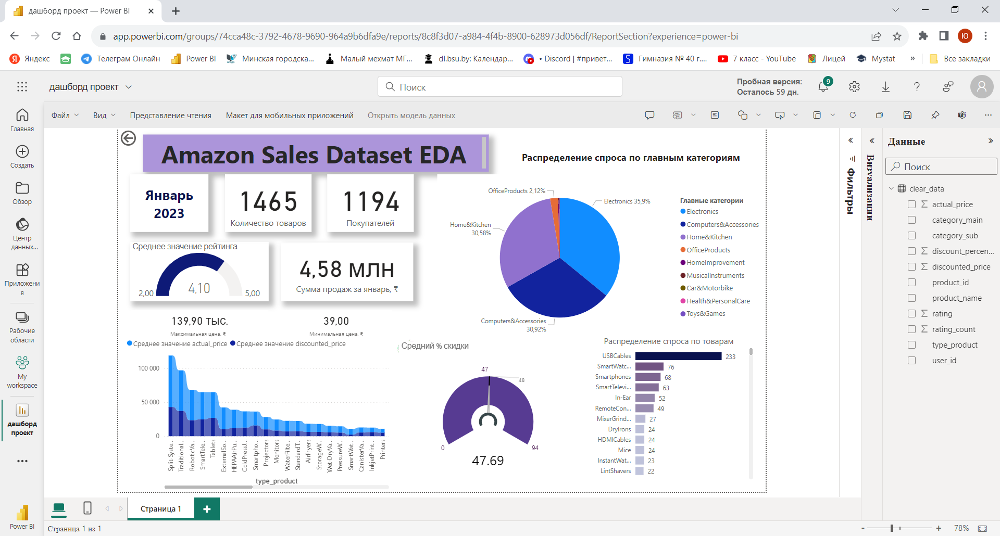 дашборд проект — Power BI
app.powerbi.com/groups/74cca48c-3792-4678-9690-964a9b6dfa9e/reports/8c8f3d07-a984-4f4b-8900-628973d056df/ReportSection?experience=power-bi
Ю
Яндекс
Телеграм Онлайн
Power BI
Минская городска...
Малый мехмат МГ...
dl.bsu.by: Календар...
• Discord | #привет...
Гимназия № 40 г....
7 класс - YouTube
Лицей
Mystat
»
Все закладки
дашборд проект
Поиск
Пробная версия:
Осталось 59 дн.
9
Файл
Вид
Представление чтения
Макет для мобильных приложений
Открыть модель данных
Главная
Создать
Обзор
Центр
данных...
Приложени
я
Рабочие
области
My
workspace
дашборд
проект
Power BI
Amazon Sales Dataset EDA
Январь
2023
1465
Количество товаров
1194
Покупателей
Среднее значение рейтинга
2,00
4,10
5,00
4,58 млн
Сумма продаж за январь, ₹
139,90 тыс.
Максимальная цена, ₹
39,00
Минимальная цена, ₹
Распределение спроса по главным категориям
OfficeProducts 2,12%
Electronics 35,9%
Home&Kitchen
30,58%
Computers&Accessories
30,92%
Главные категории
Electronics
Computers&Accessories
Home&Kitchen
OfficeProducts
HomeImprovement
MusicalInstruments
Car&Motorbike
Health&PersonalCare
Toys&Games
Среднее значение actual_price
Среднее значение discounted_price
100 000
50 000
0
Split-Syste...
Traditional...
RoboticVa...
SmartTele...
Tablets
ExternalSo...
HEPAAirPu...
ColdPressJ...
Smartpho...
Projectors
Monitors
WaterFilte...
StandardT...
AirFryers
StorageW...
Wet-DryVa...
PressureW...
SmartWat...
CanisterVa...
InkjetPrint...
Printers
type_product
Средний % скидки
47
48
0
94
47.69
Распределение спроса по товарам
USBCables 233
SmartWatc... 76
Smartphones 68
SmartTelevi... 63
In-Ear 52
RemoteCon... 49
MixerGrind... 27
DryIrons 24
HDMICables 24
Mice 24
InstantWat... 23
LintShavers 22
Фильтры
Визуализации
Данные
Поиск
clear_data
actual_price
category_main
category_sub
discount_percen...
discounted_price
product_id
product_name
rating
rating_count
type_product
user_id
Страница 1
Страница 1 из 1
- + 78%